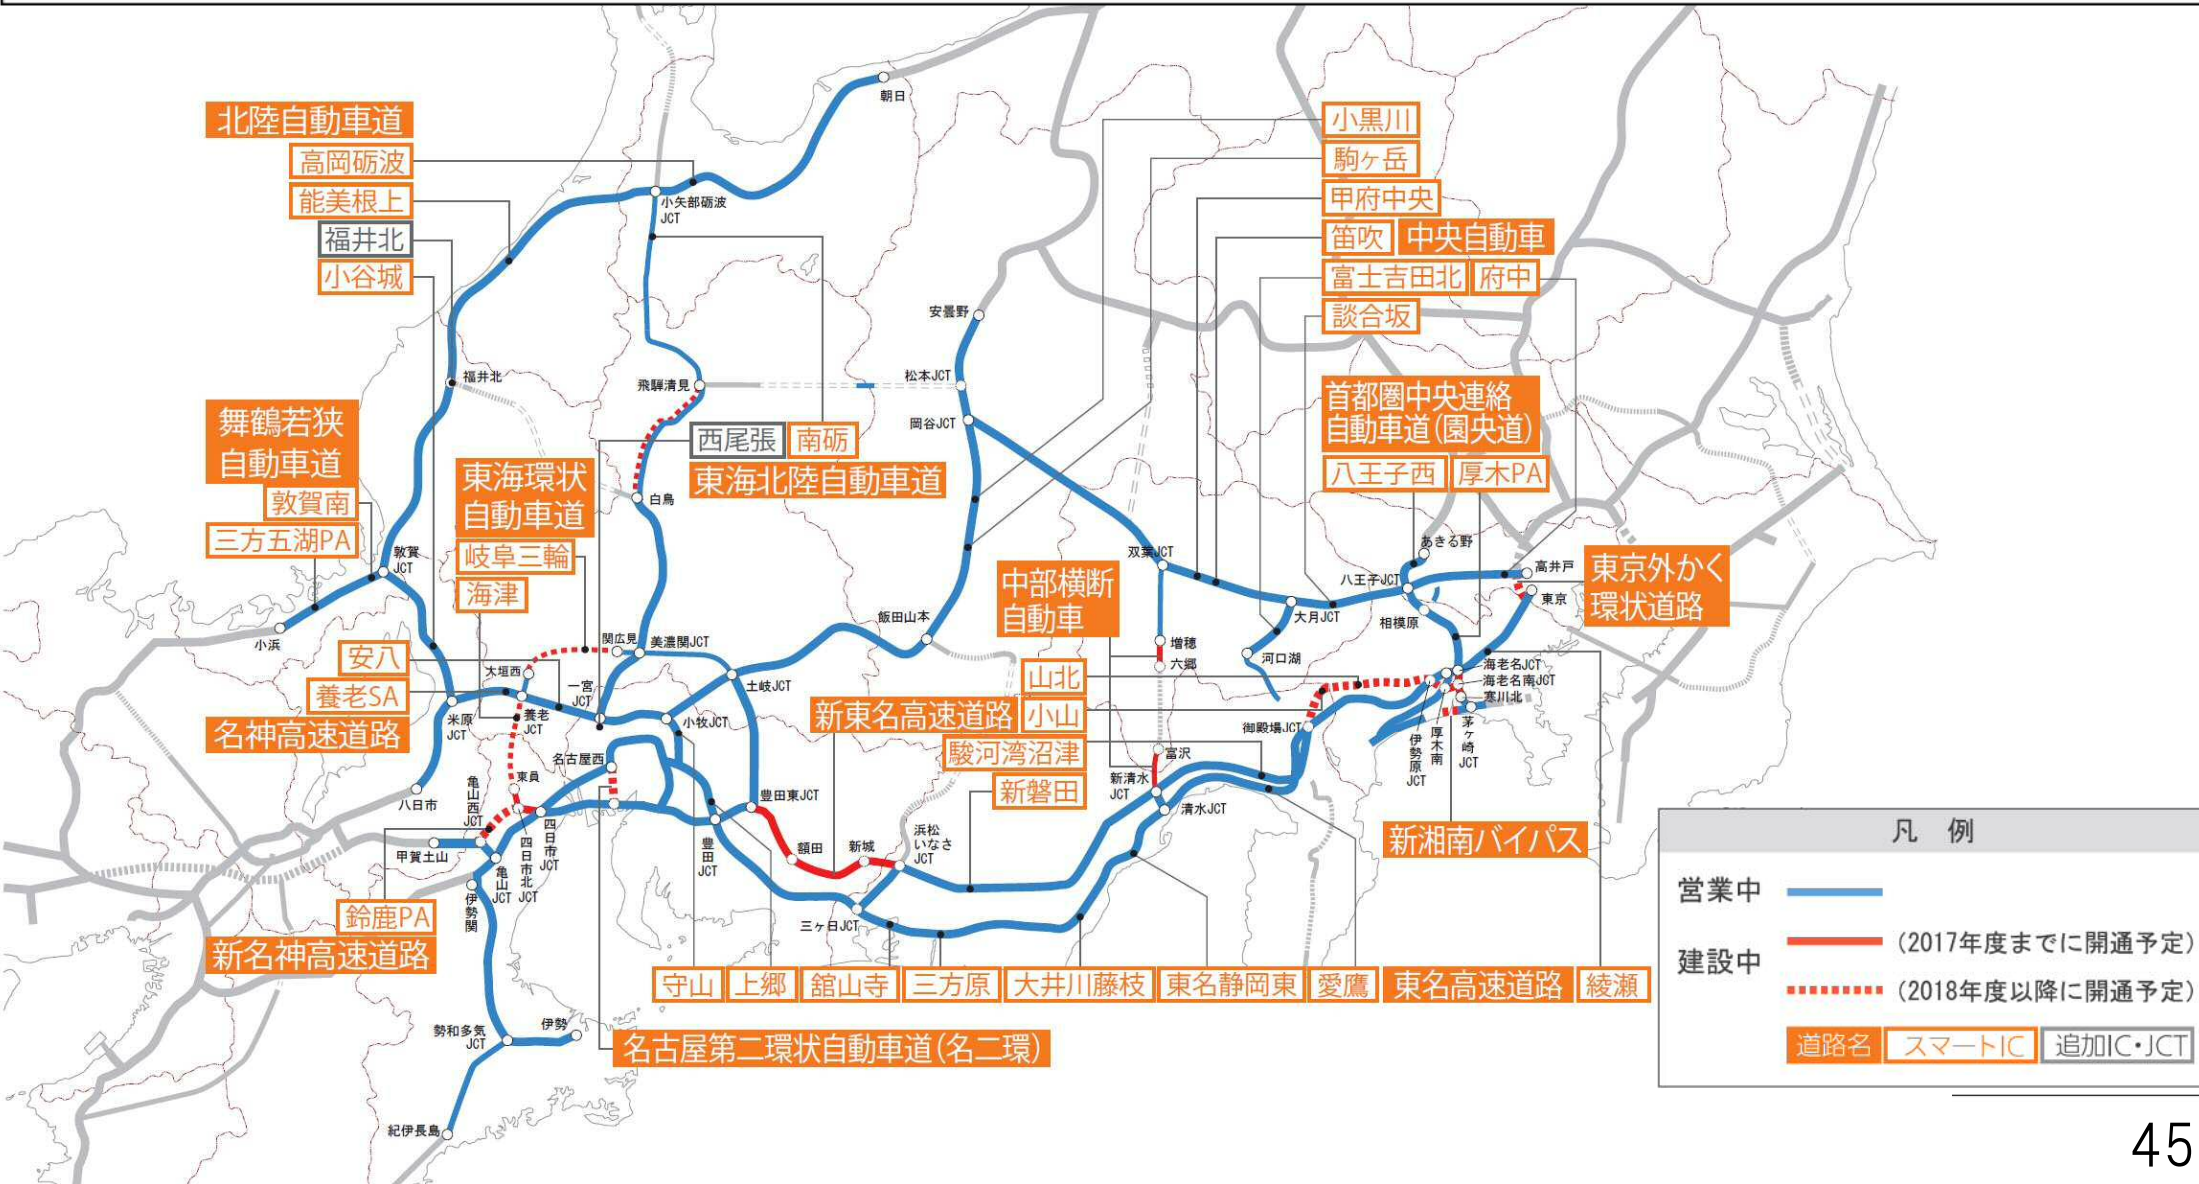 北陸自動車道
高岡砺波
能美根上
福井北
小谷城
舞鶴若狭
自動車道
敦賀南
三方五湖PA
東海環状
自動車道
岐阜三輪
海津
安八
養老SA
名神高速道路
鈴鹿PA
新名神高速道路
西尾張
南砺
東海北陸自動車道
小黒川
駒ヶ岳
甲府中央
笛吹
中央自動車
富士吉田北
府中
談合坂
首都圏中央連絡
自動車道(園央道)
八王子西
厚木PA
東京外かく
環状道路
中部横断
自動車
山北
新東名高速道路
小山
駿河湾沼津
新磐田
新湘南バイパス
守山
上郷
舘山寺
三方原
大井川藤枝
東名静岡東
愛鷹
東名高速道路
綾瀬
名古屋第二環状自動車道(名二環)
朝日
小矢部砺波
JCT
福井北
飛騨清見
白鳥
安曇野
松本JCT
岡谷JCT
敦賀
JCT
小浜
関広見
美濃関JCT
大垣西
一宮
JCT
米原
JCT
養老
JCT
土岐JCT
小牧JCT
飯田山本
双葉JCT
増穂
六郷
富沢
新清水
JCT
清水JCT
大月JCT
河口湖
八王子JCT
あきる野
高井戸
東京
相模原
海老名JCT
海老名南JCT
寒川北
茅ヶ崎JCT
厚木南
伊勢原JCT
御殿場JCT
名古屋西
東員
亀山西JCT
八日市
甲賀土山
亀山JCT
四日市北JCT
四日市JCT
伊勢関
豊田東JCT
豊田JCT
額田
新城
浜松
いなさ
JCT
三ヶ日JCT
勢和多気
JCT
伊勢
紀伊長島
凡 例
営業中
建設中
(2017年度までに開通予定)
(2018年度以降に開通予定)
道路名
スマートIC
追加IC・JCT
45